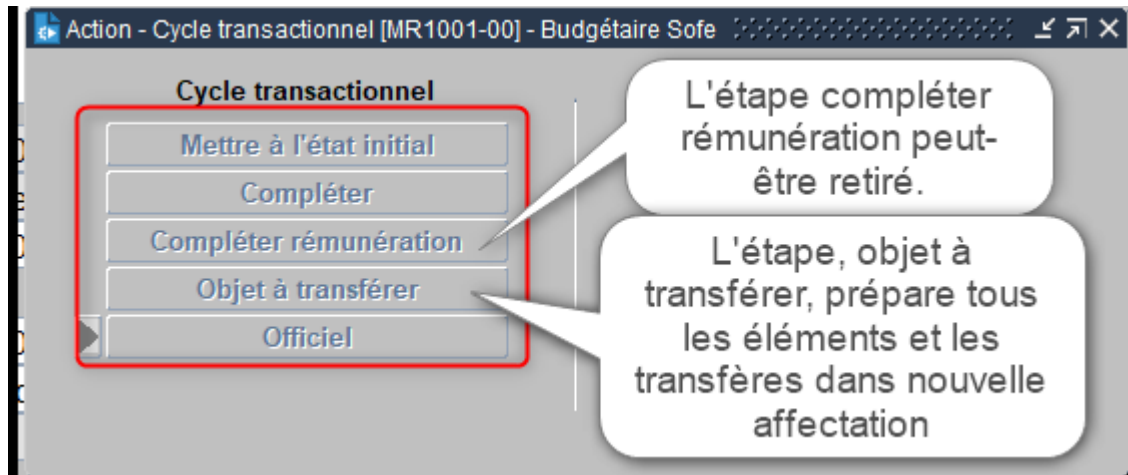 Action - Cycle transactionnel [MR1001-00] - Budgétaire Sofe
Cycle transactionnel
Mettre à l'état initial
Compléter
Compléter rémunération
Objet à transférer
Officiel
L'étape compléter
rémunération peut-
être retiré.
L'étape, objet à
transférer, prépare tous
les éléments et les
transfères dans nouvelle
affectation